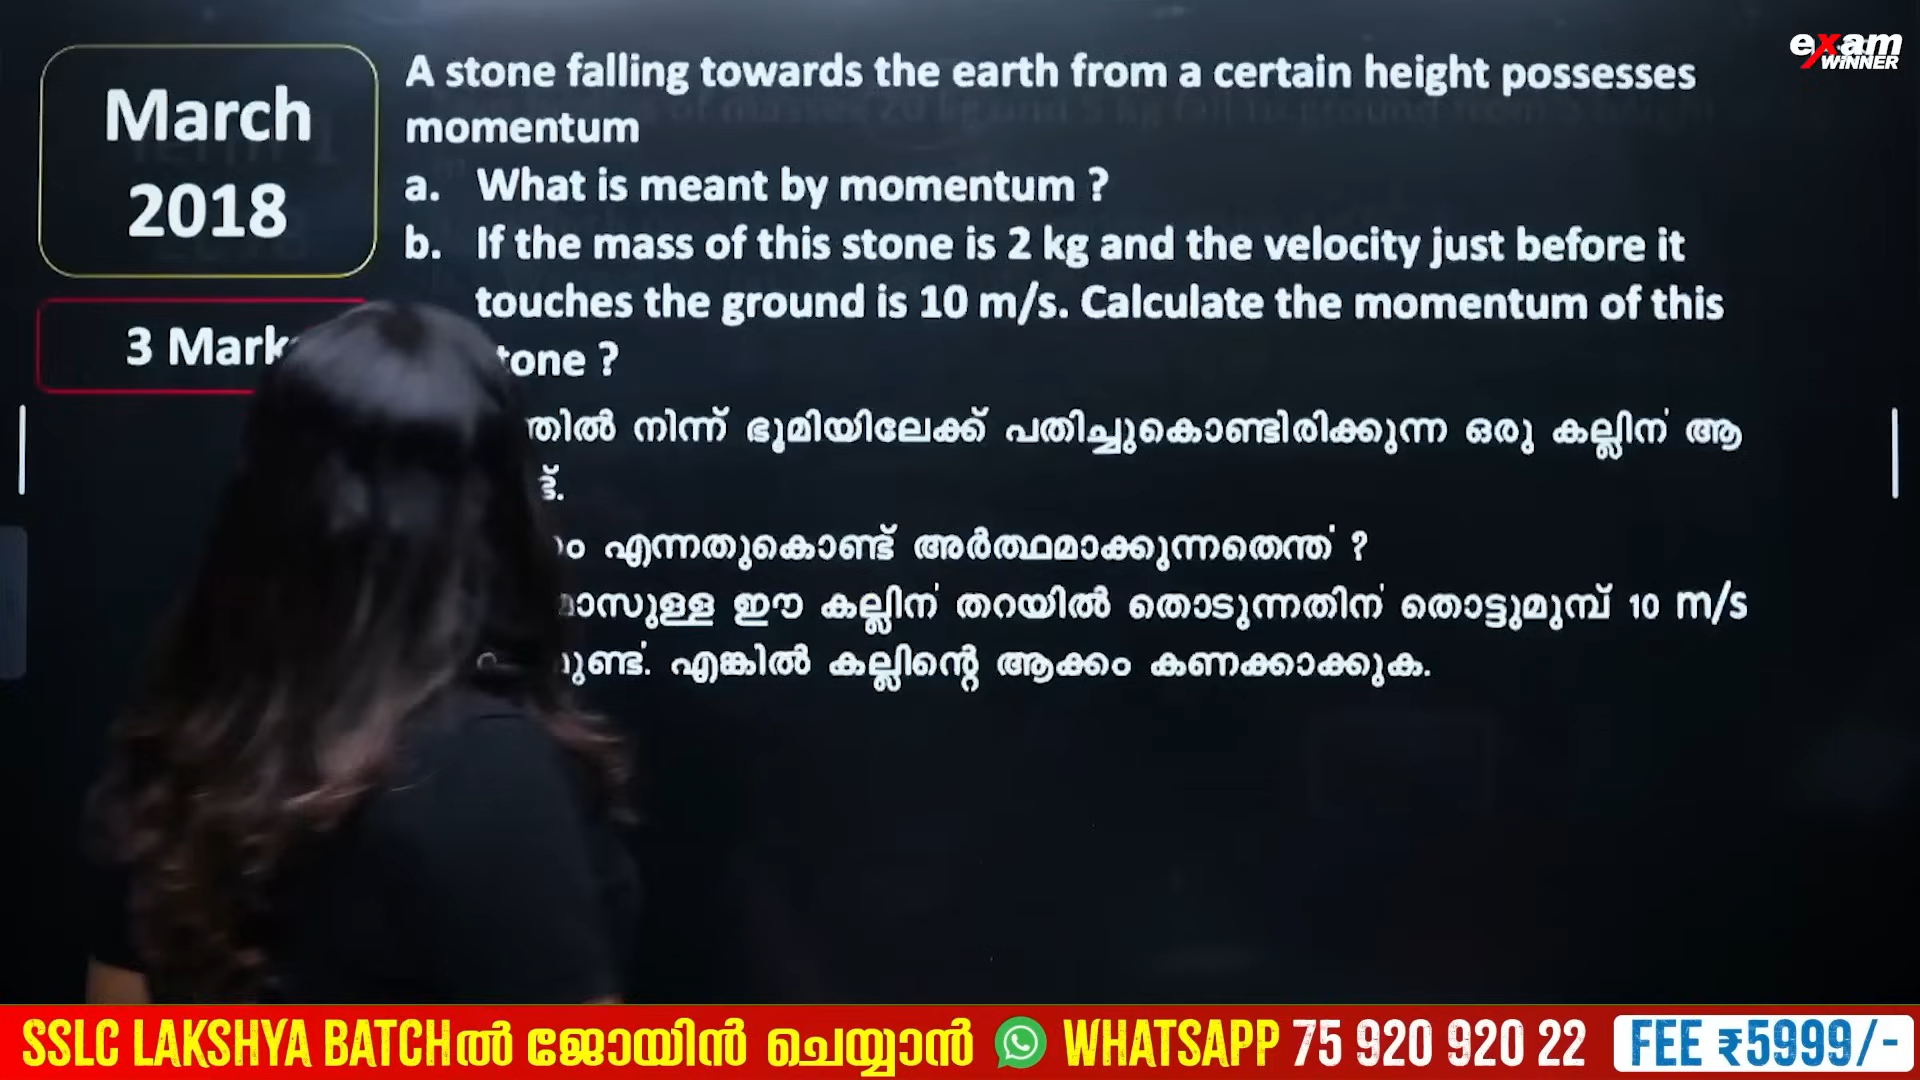 March
2018
3 Mark
A stone falling towards the earth from a certain height possesses
momentum
a. What is meant by momentum ?
b. If the mass of this stone is 2 kg and the velocity just before it
touches the ground is 10 m/s. Calculate the momentum of this
tone ?
നിന്ന് ഭൂമിയിലേക്ക് പതിച്ചുകൊണ്ടിരിക്കുന്ന ഒരു കല്ലിന് ആ
എന്നതുകൊണ്ട് അർത്ഥമാക്കുന്നതെന്ത് ?
ഈ കല്ലിന് തറയിൽ തൊടുന്നതിന് തൊട്ടുമുമ്പ് 10 m/s
എങ്കിൽ കല്ലിന്റെ ആക്കം കണക്കാക്കുക.
exam
WINNER
SSLC LAKSHYA BATCHൽ ജോയിൻ ചെയ്യാൻ WHATSAPP 75 920 920 22 FEE ₹5999/-